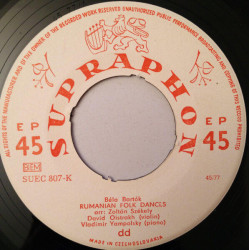 ALL RIGHTS OF THE MANUFACTURER AND OF THE OWNER OF THE RECORDED WORK RESERVED UNAUTHORIZED PUBLIC PERFORMANCE BROADCASTING AND COPYING OF THIS RECORD PROHIBITED
SUPRAPHON
EP EP
45 45
SUEC 807-K
45-??
Béla Bartók
RUMANIAN FOLK DANCES
arr: Zoltán Székely
David Oistrakh (violin)
Vladimir Yampolsky (piano)
dd
MADE IN CZECHOSLOVAKIA